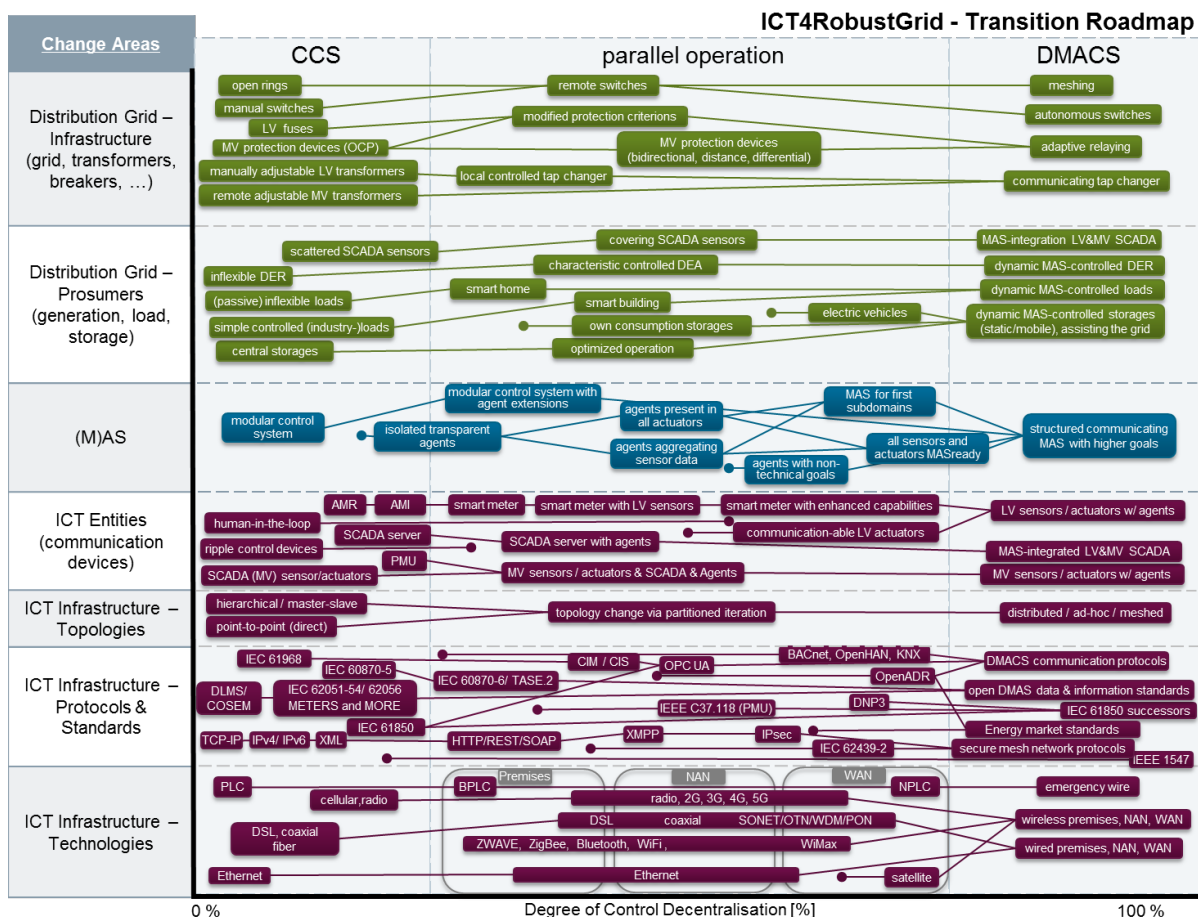 ICT4RobustGrid - Transition Roadmap
Change Areas
CCS
parallel operation
DMACS
Distribution Grid –
Infrastructure
(grid, transformers,
breakers, …)
open rings
remote switches
meshing
manual switches
autonomous switches
LV fuses
modified protection criterions
MV protection devices (OCP)
MV protection devices
(bidirectional, distance, differential)
adaptive relaying
manually adjustable LV transformers
local controlled tap changer
communicating tap changer
remote adjustable MV transformers
Distribution Grid –
Prosumers
(generation, load,
storage)
scattered SCADA sensors
covering SCADA sensors
MAS-integration LV&MV SCADA
inflexible DER
characteristic controlled DEA
dynamic MAS-controlled DER
(passive) inflexible loads
smart home
dynamic MAS-controlled loads
smart building
simple controlled (industry-)loads
own consumption storages
electric vehicles
dynamic MAS-controlled storages
(static/mobile), assisting the grid
central storages
optimized operation
(M)AS
modular control
system
modular control system with
agent extensions
isolated transparent
agents
agents present in
all actuators
agents aggregating
sensor data
MAS for first
subdomains
all sensors and
actuators MASready
agents with non-
technical goals
structured communicating
MAS with higher goals
ICT Entities
(communication
devices)
AMR
AMI
smart meter
smart meter with LV sensors
smart meter with enhanced capabilities
LV sensors / actuators w/ agents
human-in-the-loop
communication-able LV actuators
SCADA server
SCADA server with agents
MAS-integrated LV&MV SCADA
ripple control devices
PMU
SCADA (MV) sensor/actuators
MV sensors / actuators & SCADA & Agents
MV sensors / actuators w/ agents
ICT Infrastructure –
Topologies
hierarchical / master-slave
point-to-point (direct)
topology change via partitioned iteration
distributed / ad-hoc / meshed
ICT Infrastructure –
Protocols &
Standards
IEC 61968
CIM / CIS
OPC UA
BACnet, OpenHAN, KNX
DMACS communication protocols
IEC 60870-5
IEC 60870-6/ TASE.2
OpenADR
DLMS/
COSEM
IEC 62051-54/ 62056
METERS and MORE
open DMAS data & information standards
IEEE C37.118 (PMU)
DNP3
IEC 61850 successors
IEC 61850
Energy market standards
TCP-IP
IPv4/ IPv6
XML
HTTP/REST/SOAP
XMPP
IPsec
IEC 62439-2
secure mesh network protocols
IEEE 1547
ICT Infrastructure –
Technologies
Premises
NAN
WAN
PLC
BPLC
NPLC
emergency wire
cellular,radio
radio, 2G, 3G, 4G, 5G
DSL, coaxial
fiber
DSL
coaxial
SONET/OTN/WDM/PON
wireless premises, NAN, WAN
ZWAVE, ZigBee, Bluetooth, WiFi ,
WiMax
wired premises, NAN, WAN
Ethernet
Ethernet
satellite
0 %
Degree of Control Decentralisation [%]
100 %